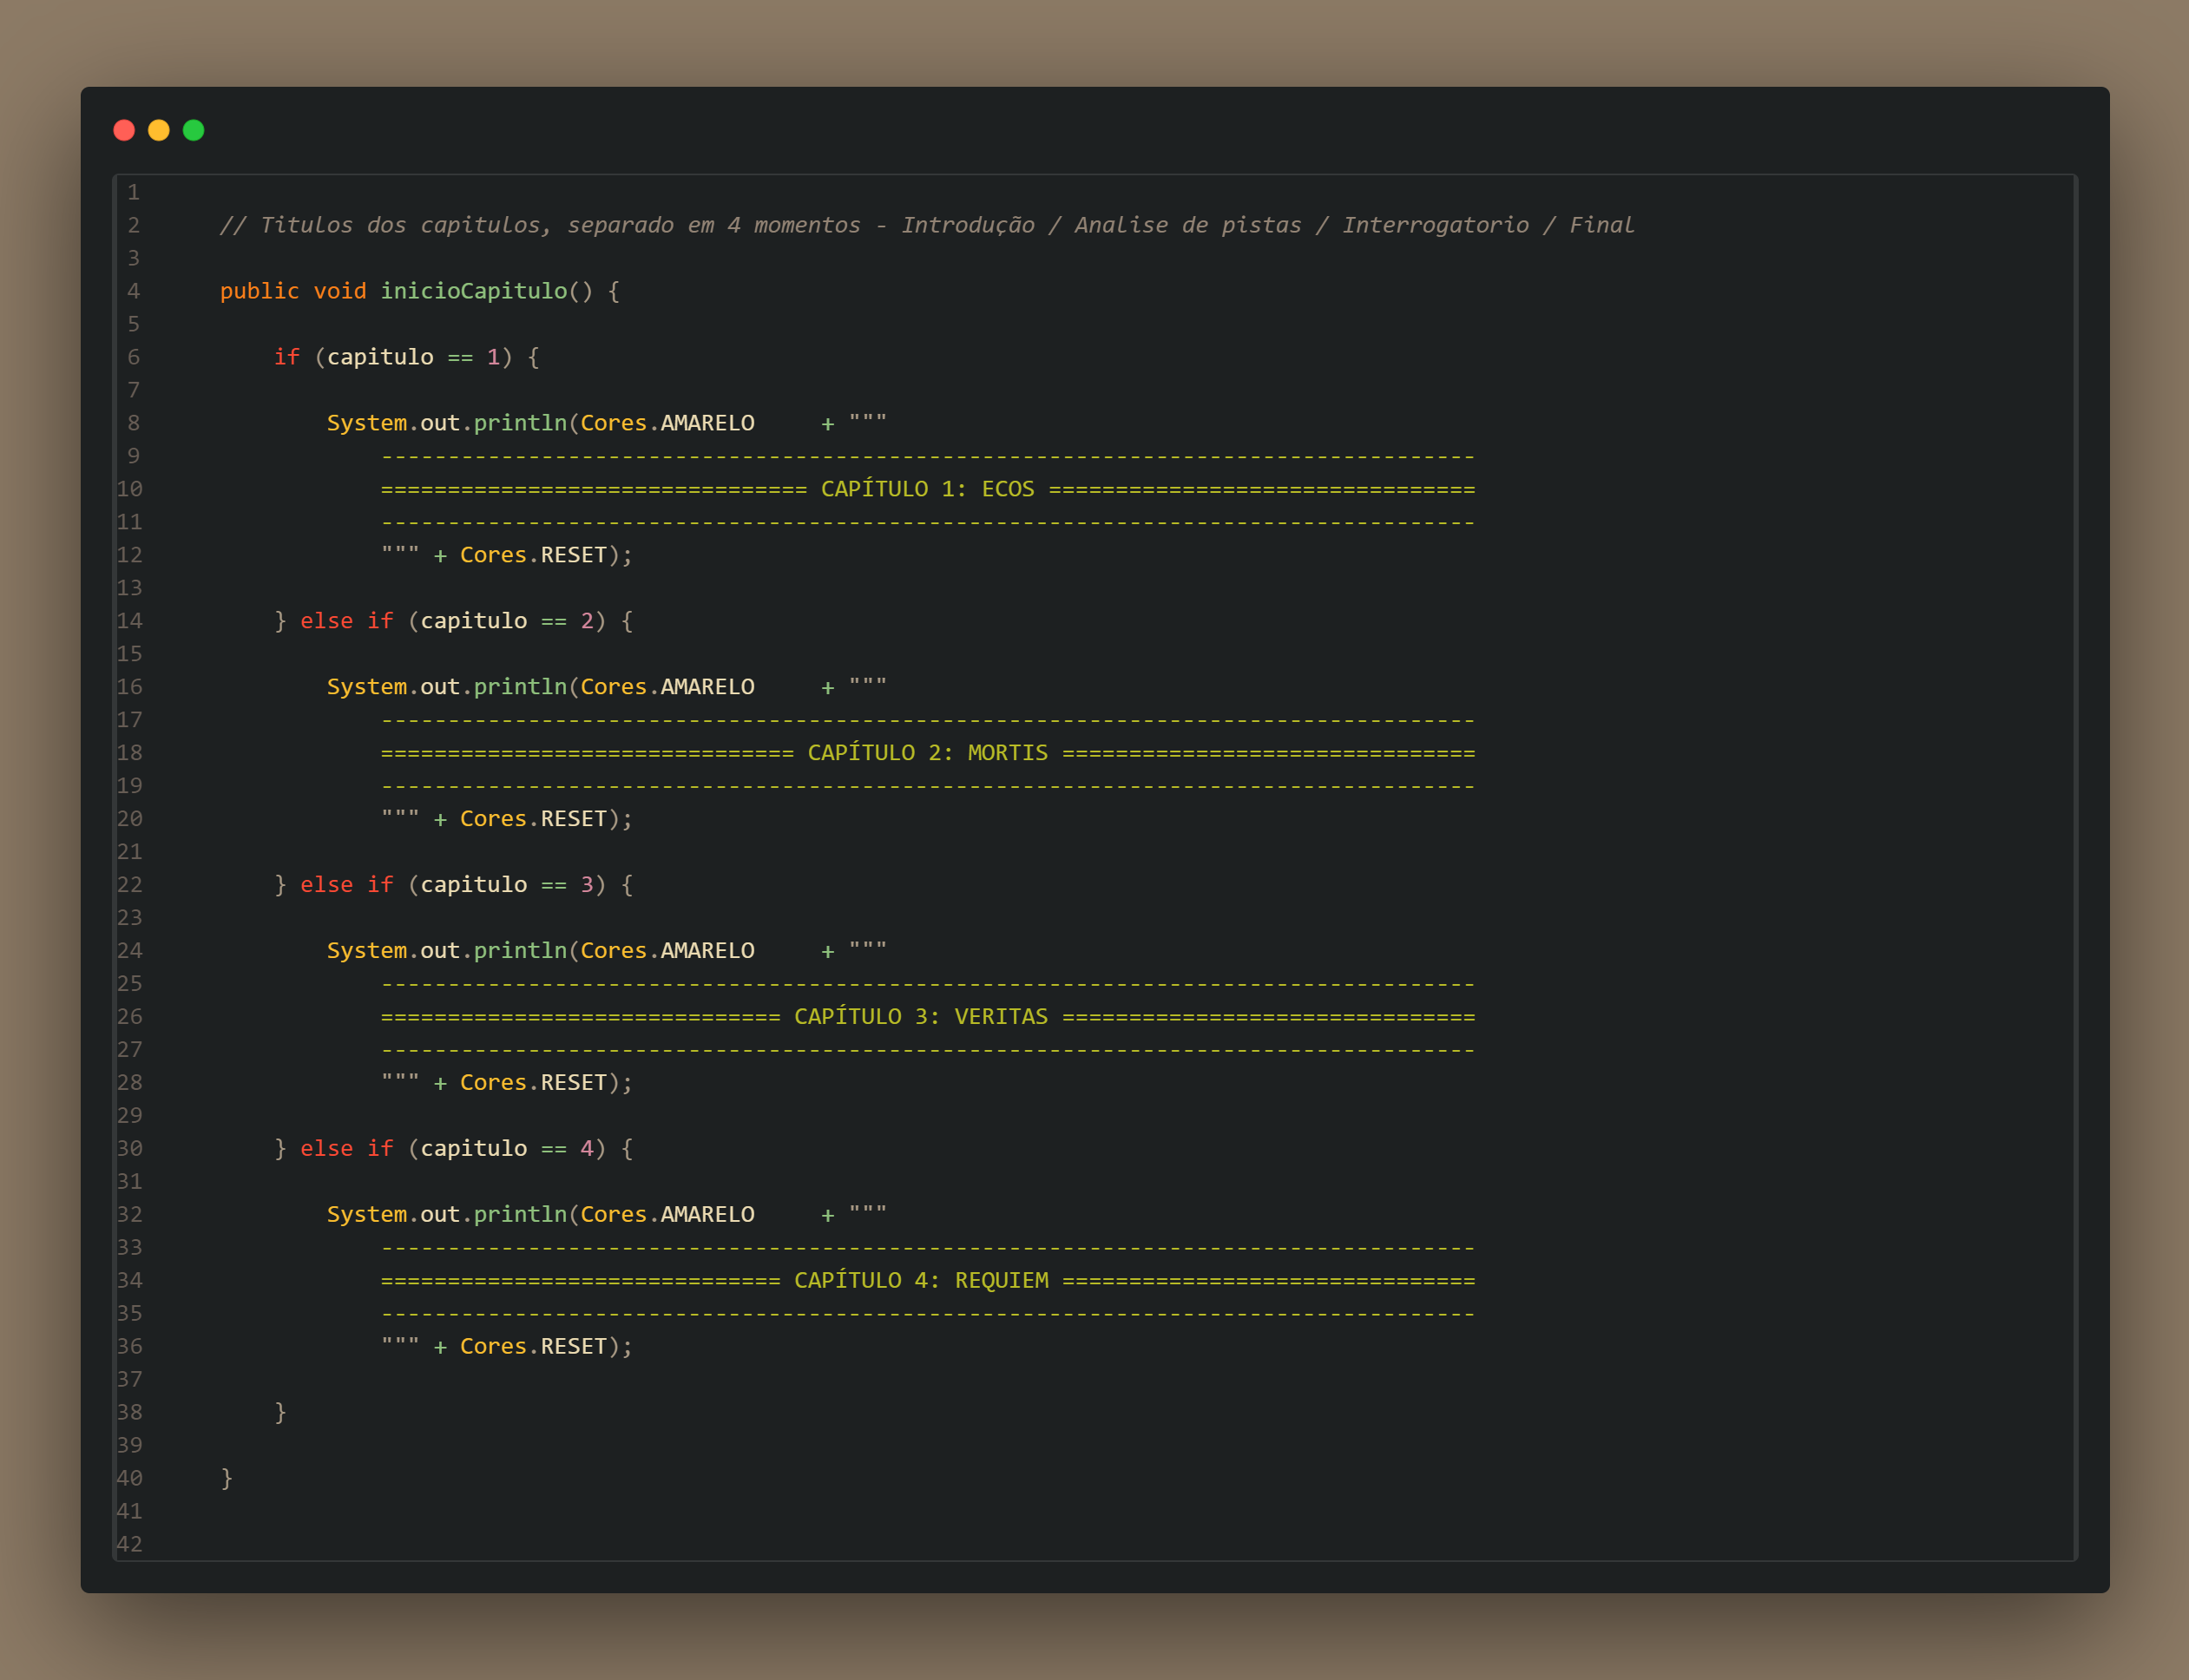 1
2 // Titulos dos capitulos, separado em 4 momentos - Introdução / Analise de pistas / Interrogatorio / Final
3
4 public void inicioCapitulo() {
5
6 if (capitulo == 1) {
7
8 System.out.println(Cores.AMARELO     + """
9 ----------------------------------------------------------------------------------
10 ================================ CAPÍTULO 1: ECOS ================================
11 ----------------------------------------------------------------------------------
12 """ + Cores.RESET);
13
14 } else if (capitulo == 2) {
15
16 System.out.println(Cores.AMARELO     + """
17 ----------------------------------------------------------------------------------
18 =============================== CAPÍTULO 2: MORTIS ===============================
19 ----------------------------------------------------------------------------------
20 """ + Cores.RESET);
21
22 } else if (capitulo == 3) {
23
24 System.out.println(Cores.AMARELO     + """
25 ----------------------------------------------------------------------------------
26 ============================== CAPÍTULO 3: VERITAS ===============================
27 ----------------------------------------------------------------------------------
28 """ + Cores.RESET);
29
30 } else if (capitulo == 4) {
31
32 System.out.println(Cores.AMARELO     + """
33 ----------------------------------------------------------------------------------
34 ============================== CAPÍTULO 4: REQUIEM ===============================
35 ----------------------------------------------------------------------------------
36 """ + Cores.RESET);
37
38 }
39
40 }
41
42